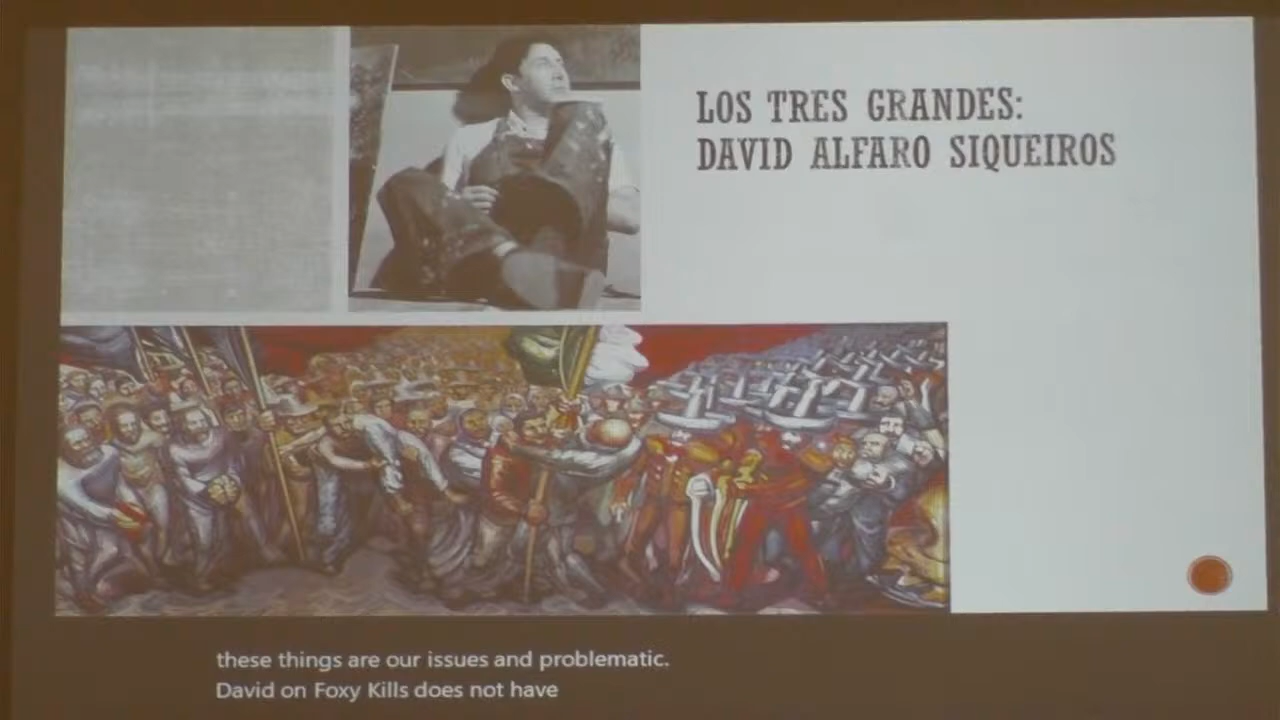 LOS TRES GRANDES:
DAVID ALFARO SIQUEIROS
these things are our issues and problematic.
David on Foxy Kills does not have